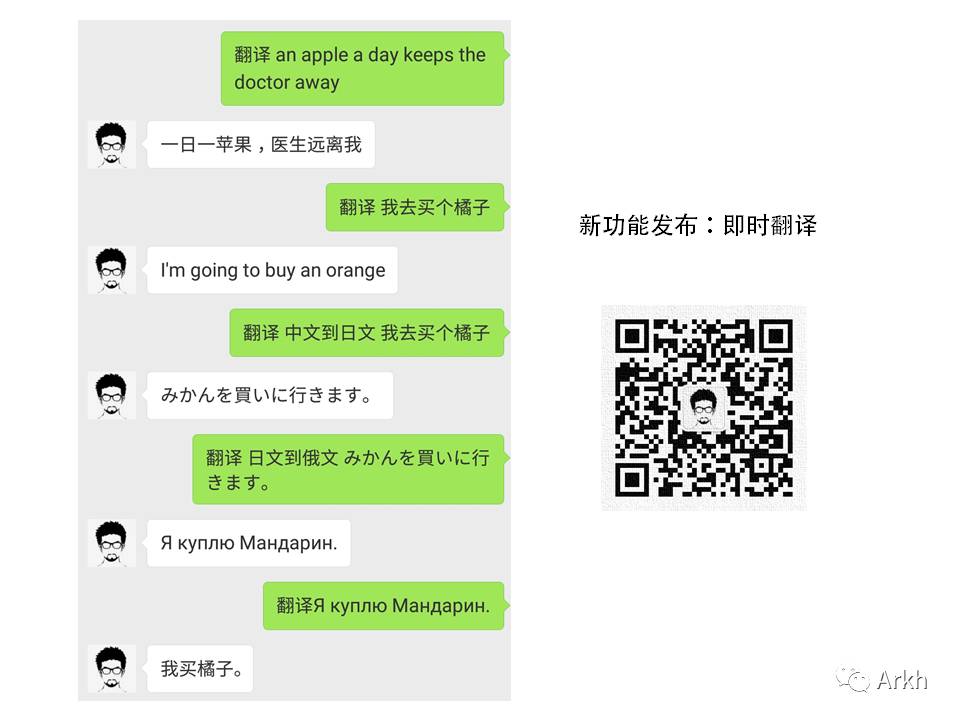 翻译 an apple a day keeps the
doctor away
一日一苹果，医生远离我
翻译 我去买个橘子
I'm going to buy an orange
翻译 中文到日文 我去买个橘子
みかんを買いに行きます。
翻译 日文到俄文 みかんを買いに行
きます。
Я куплю Мандарин.
翻译Я куплю Мандарин.
我买橘子。
新功能发布：即时翻译
Arkh